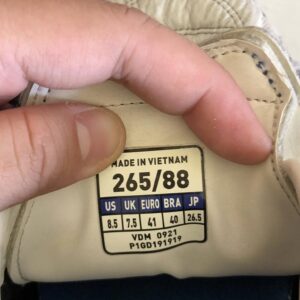 MADE IN VIETNAM
265/88
US UK EURO BRA JP
8.5 7.5 41 40 26.5
VDM 0921
P1GD191919